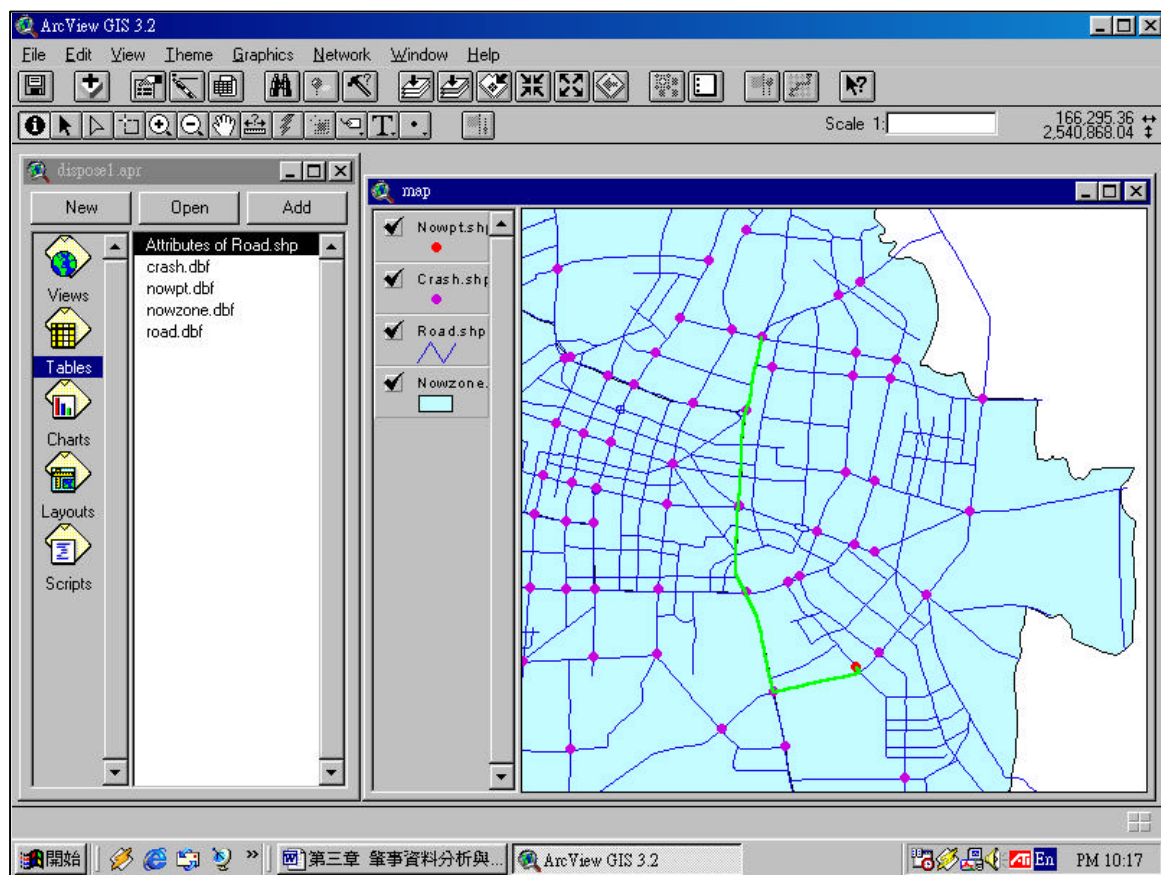 ArcView GIS 3.2
File Edit View Theme Graphics Network Window Help
Scale 1:
166,295.36
2,540,868.04
dispose1.apr
New Open Add
Views
Tables
Charts
Layouts
Scripts
Attributes of Road.shp
crash.dbf
nowpt.dbf
nowzone.dbf
road.dbf
map
Nowpt.shp
Crash.shp
Road.shp
Nowzone.
開始
»
第三章 肇事資料分析與...
ArcView GIS 3.2
ATI
En
PM 10:17